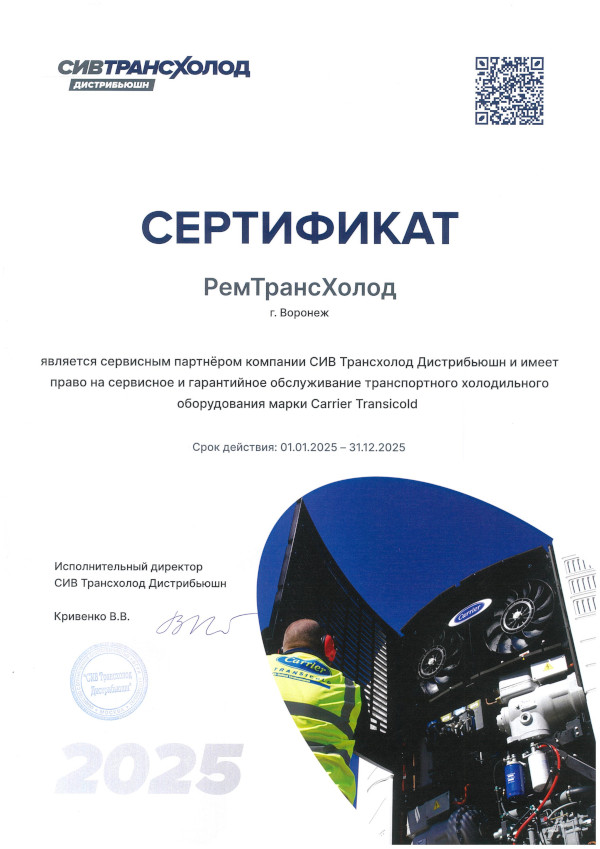 СИВТРАНСХОЛОД
ДИСТРИБЬЮШН
СЕРТИФИКАТ
РемТрансХолод
г. Воронеж
является сервисным партнёром компании СИВ Трансхолод Дистрибьюшн и имеет
право на сервисное и гарантийное обслуживание транспортного холодильного
оборудования марки Carrier Transicold
Срок действия: 01.01.2025 – 31.12.2025
Исполнительный директор
СИВ Трансхолод Дистрибьюшн
Кривенко В.В.
"СИВ Трансхолод
Дистрибьюшн"
2025
Carrier
Carrier